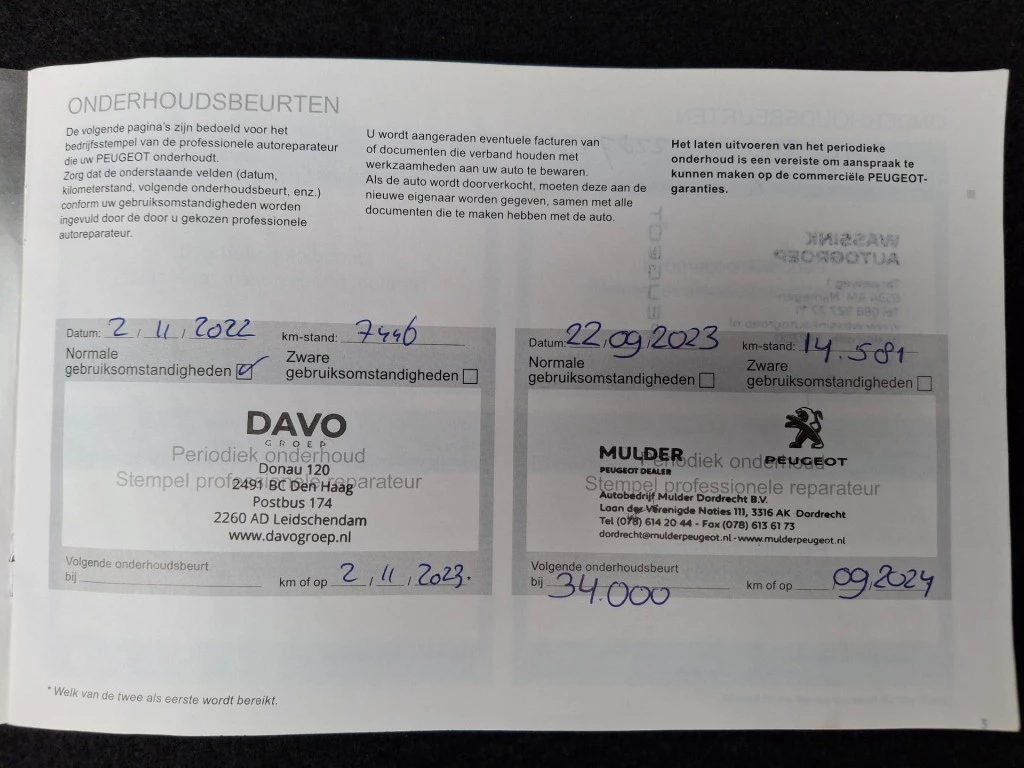 ONDERHOUDSBEURTEN
De volgende pagina's zijn bedoeld voor het
bedrijfsstempel van de professionele autoreparateur
die uw PEUGEOT onderhoudt.
Zorg dat de onderstaande velden (datum,
kilometerstand, volgende onderhoudsbeurt, enz.)
conform uw gebruiksomstandigheden worden
ingevuld door de door u gekozen professionele
autoreparateur.
U wordt aangeraden eventuele facturen van
of documenten die verband houden met
werkzaamheden aan uw auto te bewaren.
Als de auto wordt doorverkocht, moeten deze aan de
nieuwe eigenaar worden gegeven, samen met alle
documenten die te maken hebben met de auto.
Het laten uitvoeren van het periodieke
onderhoud is een vereiste om aanspraak te
kunnen maken op de commerciële PEUGEOT-
garanties.
Datum: 2 / 11 / 2022 km-stand: 7446
Normale
gebruiksomstandigheden
Zware
gebruiksomstandigheden
DAVO
GROEP
Periodiek onderhoud
Stempel professionele reparateur
Donau 120
2491 BC Den Haag
Postbus 174
2260 AD Leidschendam
www.davogroep.nl
Volgende onderhoudsbeurt
bij km of op 2 / 11 / 2023.
Datum: 22/09/2023 km-stand: 14.581
Normale
gebruiksomstandigheden
Zware
gebruiksomstandigheden
MULDER
PEUGEOT DEALER
PEUGEOT
Periodiek onderhoud
Stempel professionele reparateur
Autobedrijf Mulder Dordrecht B.V.
Laan der Verenigde Naties 111, 3316 AK Dordrecht
Tel (078) 614 20 44 - Fax (078) 613 61 73
dordrecht@mulderpeugeot.nl - www.mulderpeugeot.nl
Volgende onderhoudsbeurt
bij 34.000 km of op 09/2024
* Welk van de twee als eerste wordt bereikt.
3